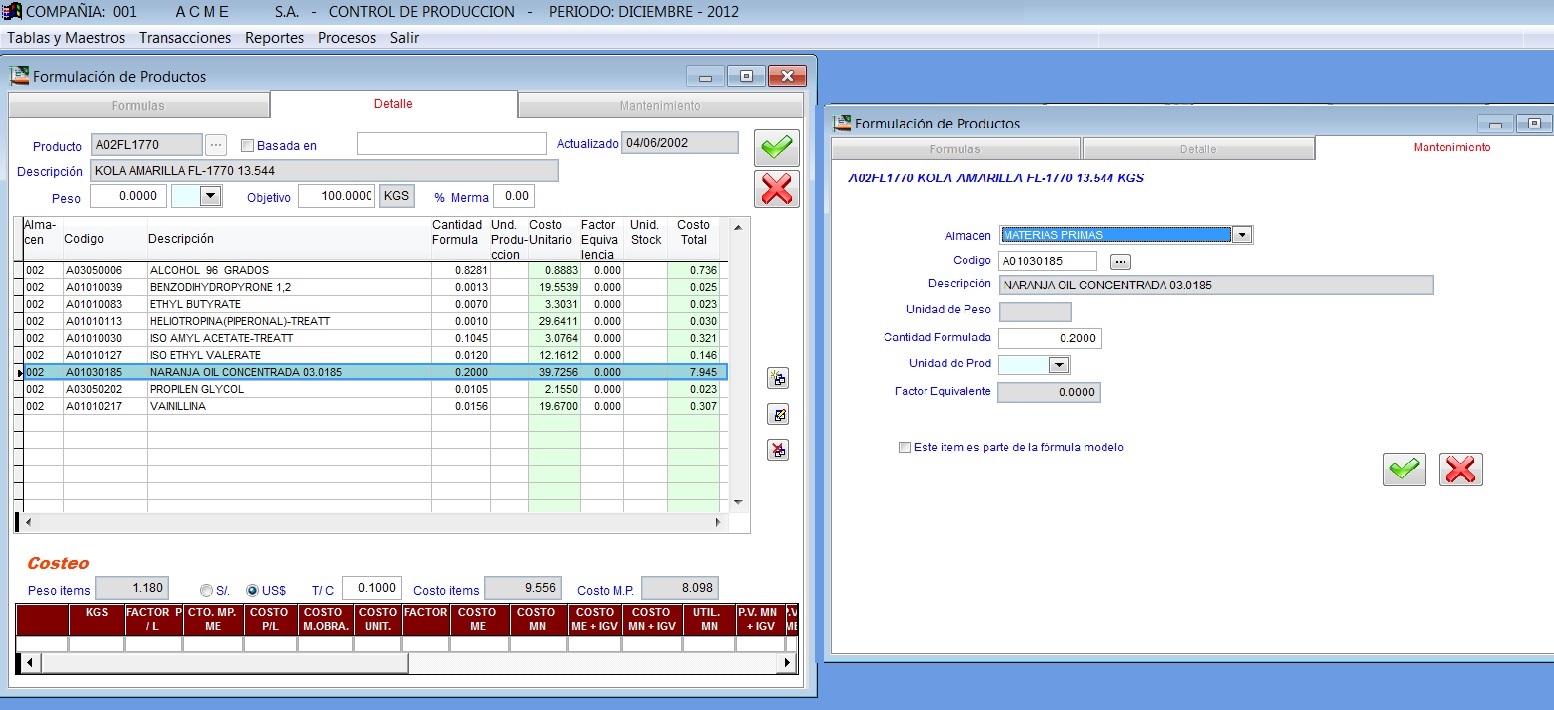 COMPAÑIA: 001 A C M E S.A. - CONTROL DE PRODUCCION - PERIODO: DICIEMBRE - 2012
Tablas y Maestros Transacciones Reportes Procesos Salir
Formulación de Productos
Formulas Detalle Mantenimiento
Producto A02FL1770 ... Basada en Actualizado 04/06/2002
Descripción KOLA AMARILLA FL-1770 13.544
Peso 0.0000 Objetivo 100.0000 KGS % Merma 0.00
Alma- Cantidad Und. Costo Factor Unid. Costo
cen Codigo Descripción Formula Produ- Unitario Equiva Stock Total
ccion lencia
002 A03050006 ALCOHOL 96 GRADOS 0.8281 0.8883 0.000 0.736
002 A01010039 BENZODIHYDROPYRONE 1,2 0.0013 19.5539 0.000 0.025
002 A01010083 ETHYL BUTYRATE 0.0070 3.3031 0.000 0.023
002 A01010113 HELIOTROPINA(PIPERONAL)-TREATT 0.0010 29.6411 0.000 0.030
002 A01010030 ISO AMYL ACETATE-TREATT 0.1045 3.0764 0.000 0.321
002 A01010127 ISO ETHYL VALERATE 0.0120 12.1612 0.000 0.146
002 A01030185 NARANJA OIL CONCENTRADA 03.0185 0.2000 39.7256 0.000 7.945
002 A03050202 PROPILEN GLYCOL 0.0105 2.1550 0.000 0.023
002 A01010217 VAINILLINA 0.0156 19.6700 0.000 0.307
Costeo
Peso items 1.180 S/. US$ T/ C 0.1000 Costo items 9.556 Costo M.P. 8.098
KGS FACTOR P CTO. MP. COSTO COSTO COSTO FACTOR COSTO COSTO COSTO COSTO UTIL. P.V. MN P.V
/ L ME P/L M.OBRA. UNIT. ME MN ME + IGV MN + IGV MN + IGV ME
Formulación de Productos
Formulas Detalle Mantenimiento
A02FL1770 KOLA AMARILLA FL-1770 13.544 KGS
Almacen MATERIAS PRIMAS
Codigo A01030185 ...
Descripción NARANJA OIL CONCENTRADA 03.0185
Unidad de Peso
Cantidad Formulada 0.2000
Unidad de Prod
Factor Equivalente 0.0000
Este item es parte de la fórmula modelo